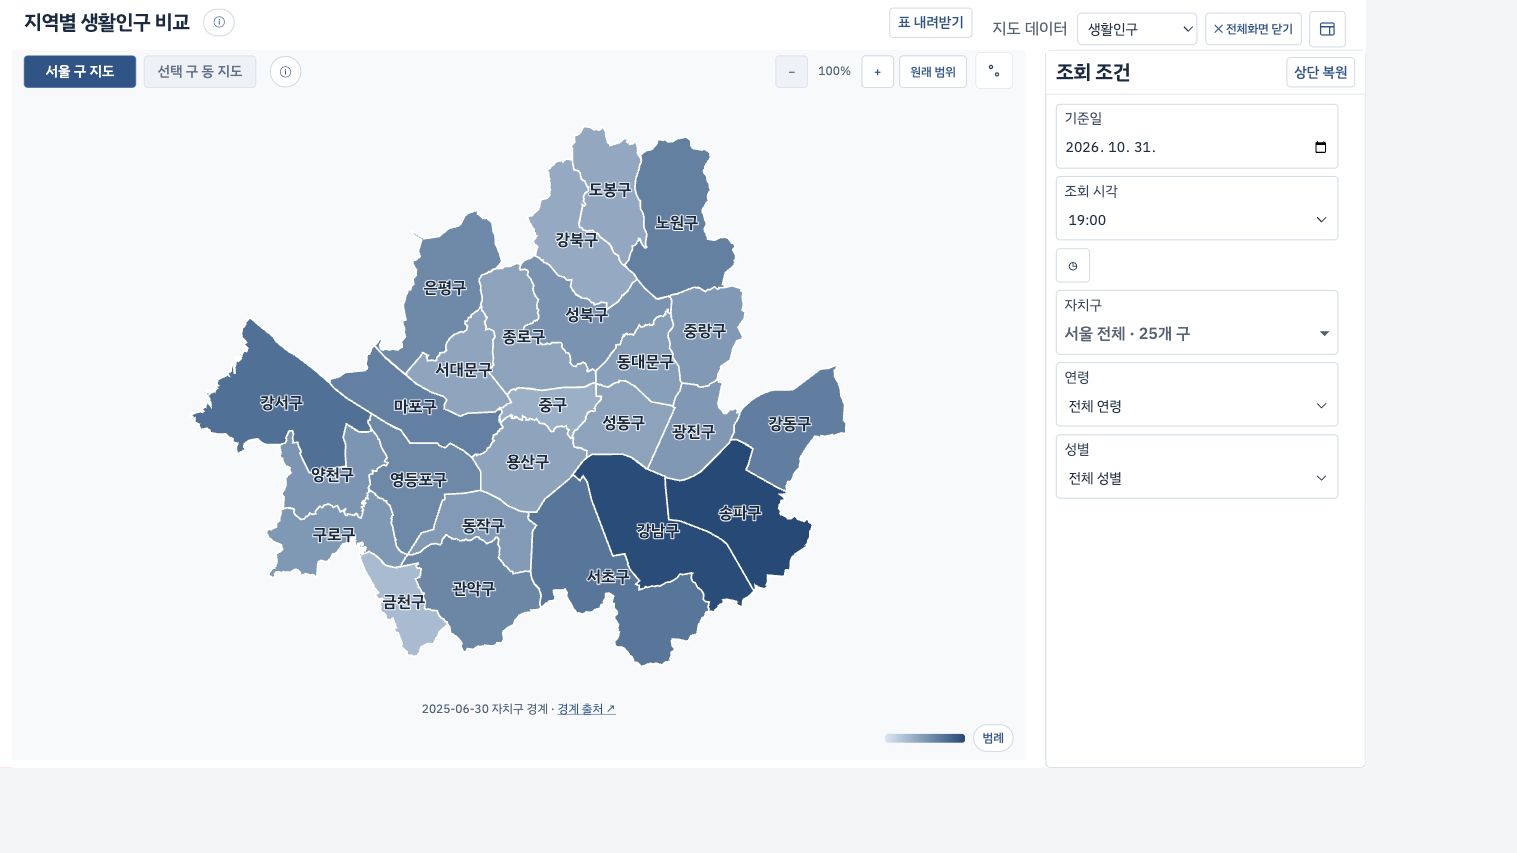 지역별 생활인구 비교
ⓘ
표 내려받기
지도 데이터
생활인구
× 전체화면 닫기
서울 구 지도
선택 구 동 지도
ⓘ
−
100%
+
원래 범위
조회 조건
상단 복원
기준일
2026. 10. 31.
조회 시각
19:00
자치구
서울 전체 · 25개 구
연령
전체 연령
성별
전체 성별
도봉구
노원구
강북구
은평구
성북구
중랑구
종로구
동대문구
서대문구
강서구
마포구
중구
성동구
광진구
강동구
용산구
양천구
영등포구
송파구
동작구
강남구
구로구
서초구
관악구
금천구
2025-06-30 자치구 경계 · 경계 출처 ↗
범례